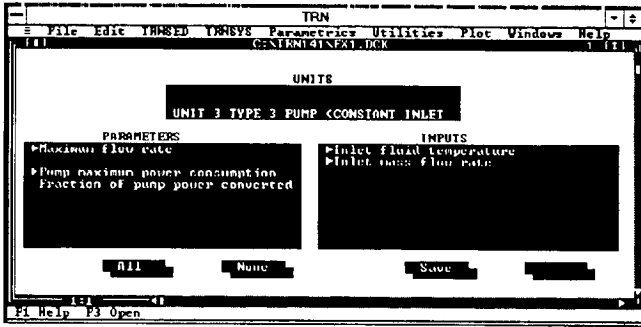 TRN
≡ File Edit TRNSED TRNSYS Parametrics Utilities Plot Windows Help
C:\TRN141\EX1.DCK
UNITS
UNIT 3 TYPE 3 PUMP <CONSTANT INLET
PARAMETERS
►Maximum flow rate
►Pump maximum power consumption
Fraction of pump power converted
INPUTS
►Inlet fluid temperature
►Inlet mass flow rate
All None Save
1:1
F1 Help F3 Open